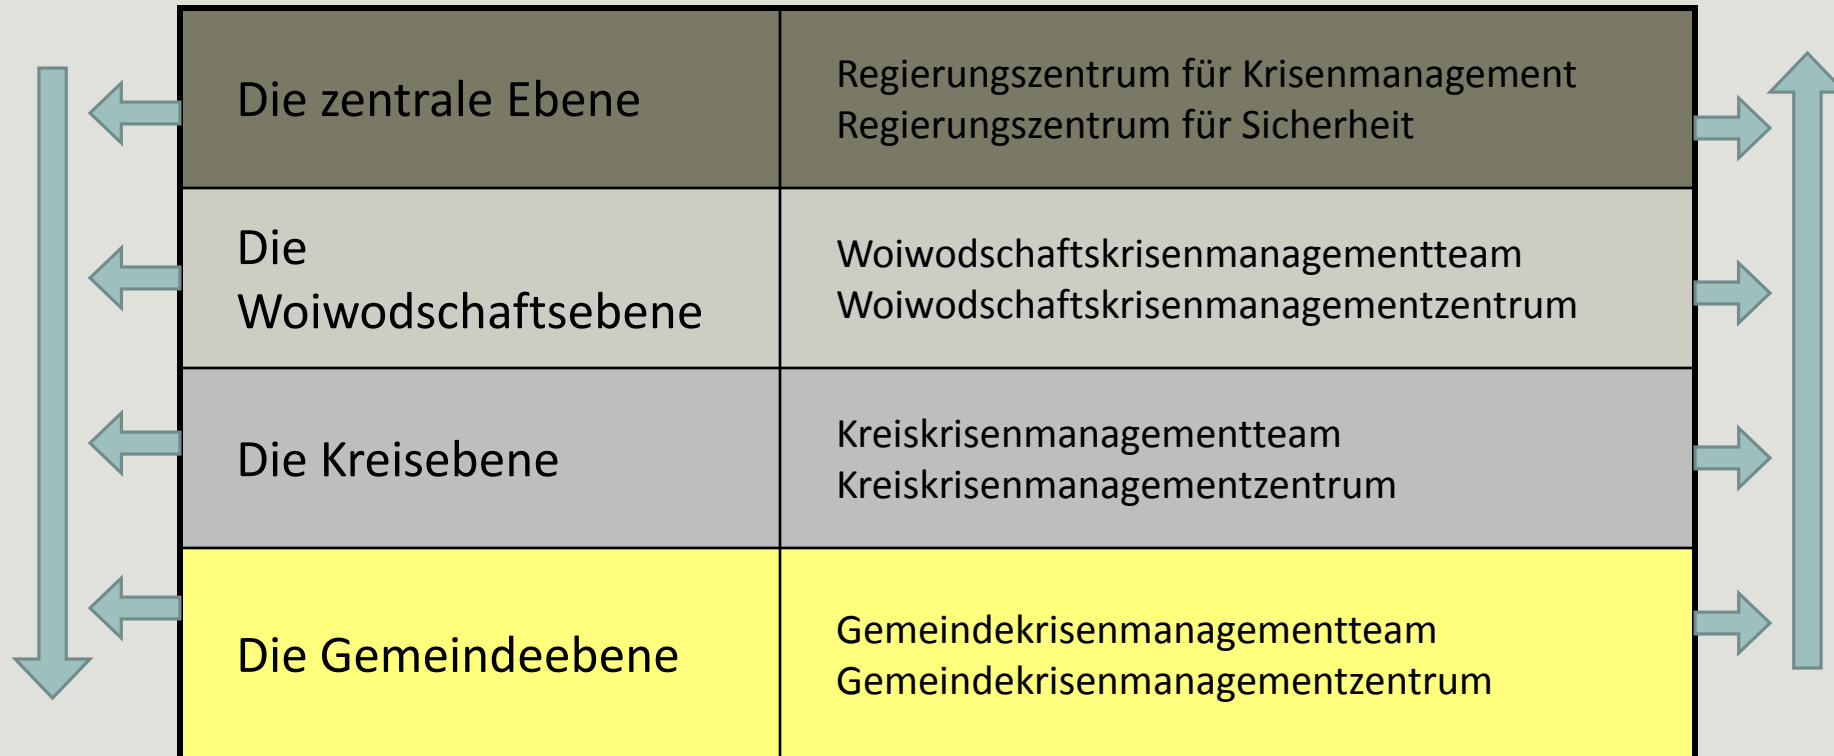 Die zentrale Ebene
Regierungszentrum für Krisenmanagement
Regierungszentrum für Sicherheit
Die
Woiwodschaftsebene
Woiwodschaftskrisenmanagementteam
Woiwodschaftskrisenmanagementzentrum
Die Kreisebene
Kreiskrisenmanagementteam
Kreiskrisenmanagementzentrum
Die Gemeindeebene
Gemeindekrisenmanagementteam
Gemeindekrisenmanagementzentrum